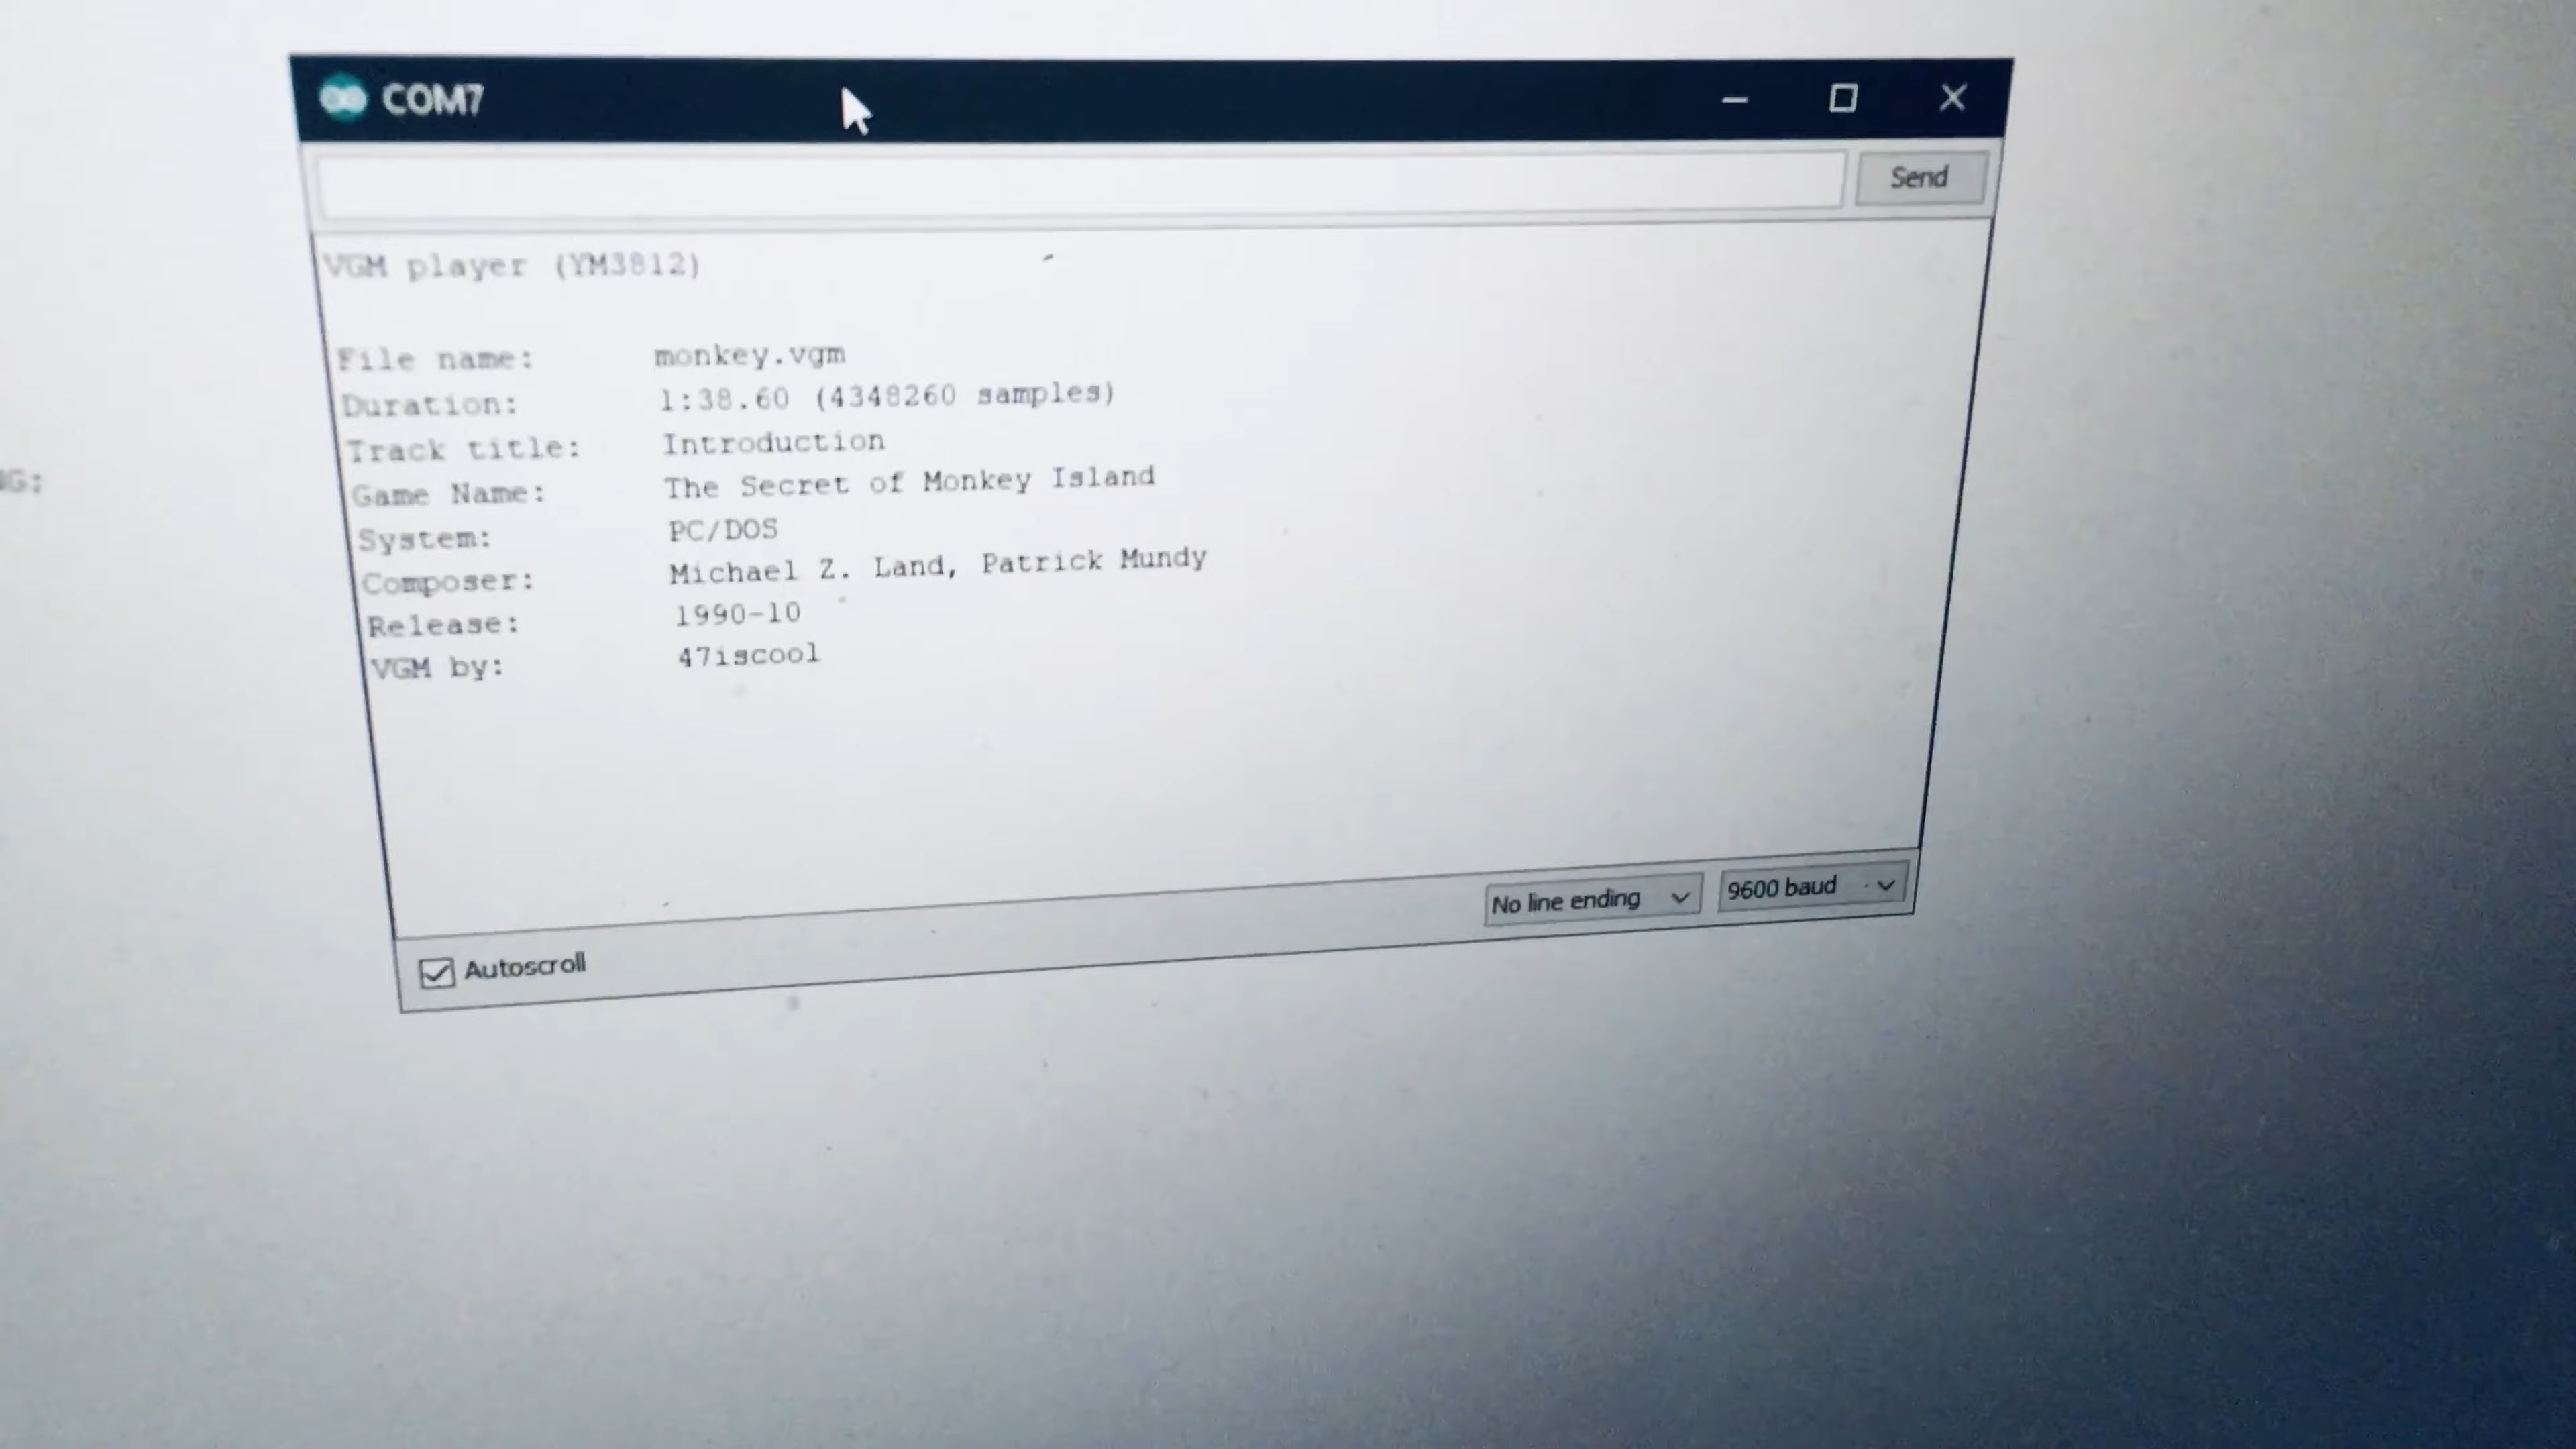 COM7
Send
VGM player (YM3812)
File name: monkey.vgm
Duration: 1:38.60 (4348260 samples)
Track title: Introduction
Game Name: The Secret of Monkey Island
System: PC/DOS
Composer: Michael Z. Land, Patrick Mundy
Release: 1990-10
VGM by: 47iscool
No line ending
9600 baud
Autoscroll